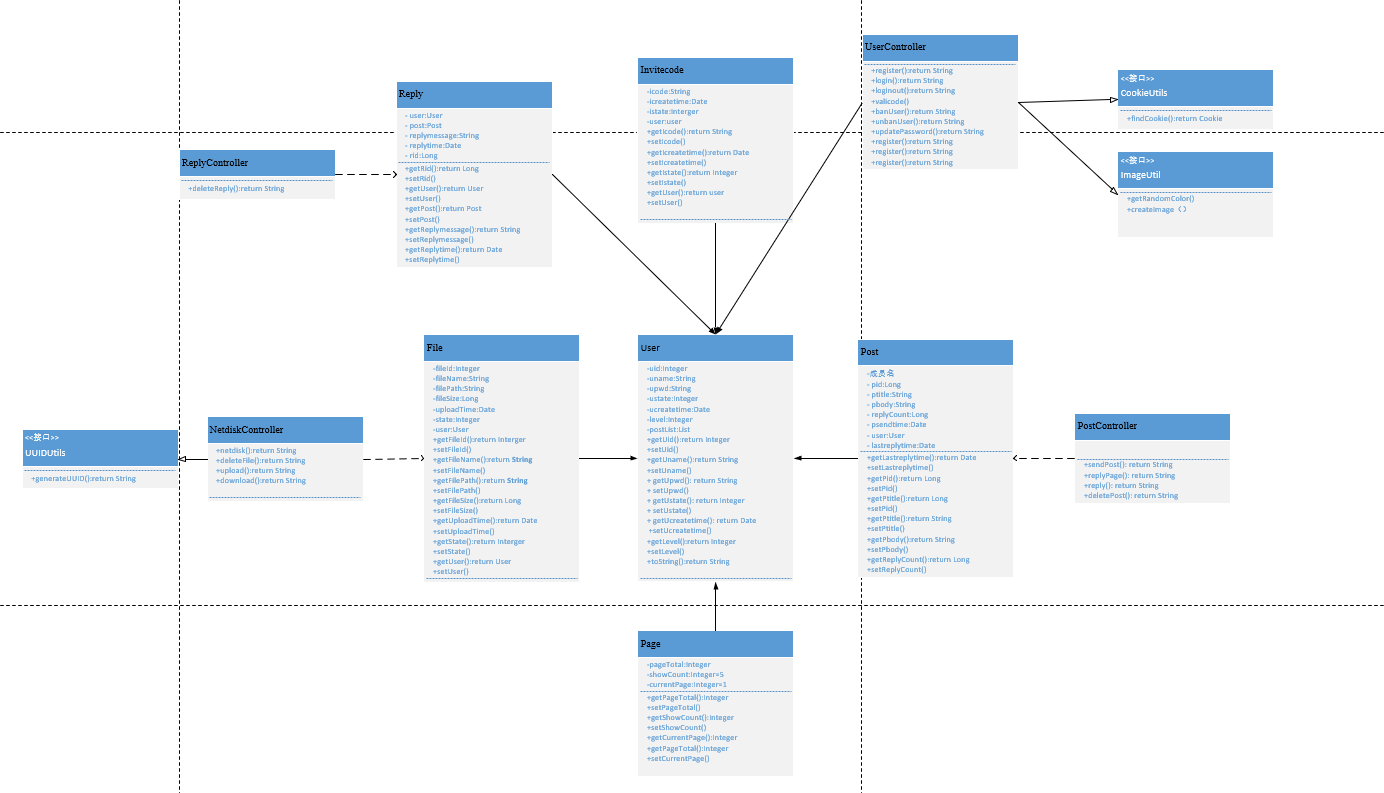 UserController
+register():return String
+login():return String
+loginout():return String
+valicode()
+banUser():return String
+unbanUser():return String
+updatePassword():return String
+register():return String
+register():return String
+register():return String
Invitecode
-icode:String
-icreatetime:Date
-istate:Interger
-user:user
+geticode():return String
+seticode()
+geticreatetime():return Date
+seticreatetime()
+getIstate():return Integer
+setIstate()
+getUser():return user
+setUser()
<<接口>>
CookieUtils
+findCookie():return Cookie
Reply
- user:User
- post:Post
- replymessage:String
- replytime:Date
- rid:Long
+getRid():return Long
+setRid()
+getUser():return User
+setUser()
+getPost():return Post
+setPost()
+getReplymessage():return String
+setReplymessage()
+getReplytime():return Date
+setReplytime()
ReplyController
+deleteReply():return String
<<接口>>
ImageUtil
+getRandomColor()
+createImage（）
File
-fileId:Integer
-fileName:String
-filePath:String
-fileSize:Long
-uploadTime:Date
-state:Integer
-user:User
+getFileId():return Interger
+setFileId()
+getFileName():return String
+setFileName()
+getFilePath():return String
+setFilePath()
+getFileSize():return Long
+setFileSize()
+getUploadTime():return Date
+setUploadTime()
+getState():return Interger
+setState()
+getUser():return User
+setUser()
User
-uid:Integer
-uname:String
-upwd:String
-ustate:Integer
-ucreatetime:Date
-level:Integer
-postList:List
+getUid():return Integer
+setUid()
+getUname():return String
+setUname()
+ getUpwd(): return String
+ setUpwd()
+ getUstate(): return Integer
+ setUstate()
+ getUcreatetime(): return Date
+setUcreatetime()
+getLevel():return Integer
+setLevel()
+toString():return String
Post
-成员名
- pid:Long
- ptitle:String
- pbody:String
- replyCount:Long
- psendtime:Date
- user:User
- lastreplytime:Date
+getLastreplytime():return Date
+setLastreplytime()
+getPid():return Long
+setPid()
+getPtitle():return Long
+setPid()
+getPtitle():return String
+setPtitle()
+getPbody():return String
+setPbody()
+getReplyCount():return Long
+setReplyCount()
<<接口>>
UUIDUtils
+generateUUID():return String
NetdiskController
+netdisk():return String
+deleteFile():return String
+upload():return String
+download():return String
PostController
+sendPost(): return String
+replyPage(): return String
+reply(): return String
+deletePost(): return String
Page
-pageTotal:Integer
-showCount:Integer=5
-currentPage:Integer=1
+getPageTotal():Integer
+setPageTotal()
+getShowCount():Integer
+setShowCount()
+getCurrentPage():Integer
+getPageTotal():Integer
+setCurrentPage()